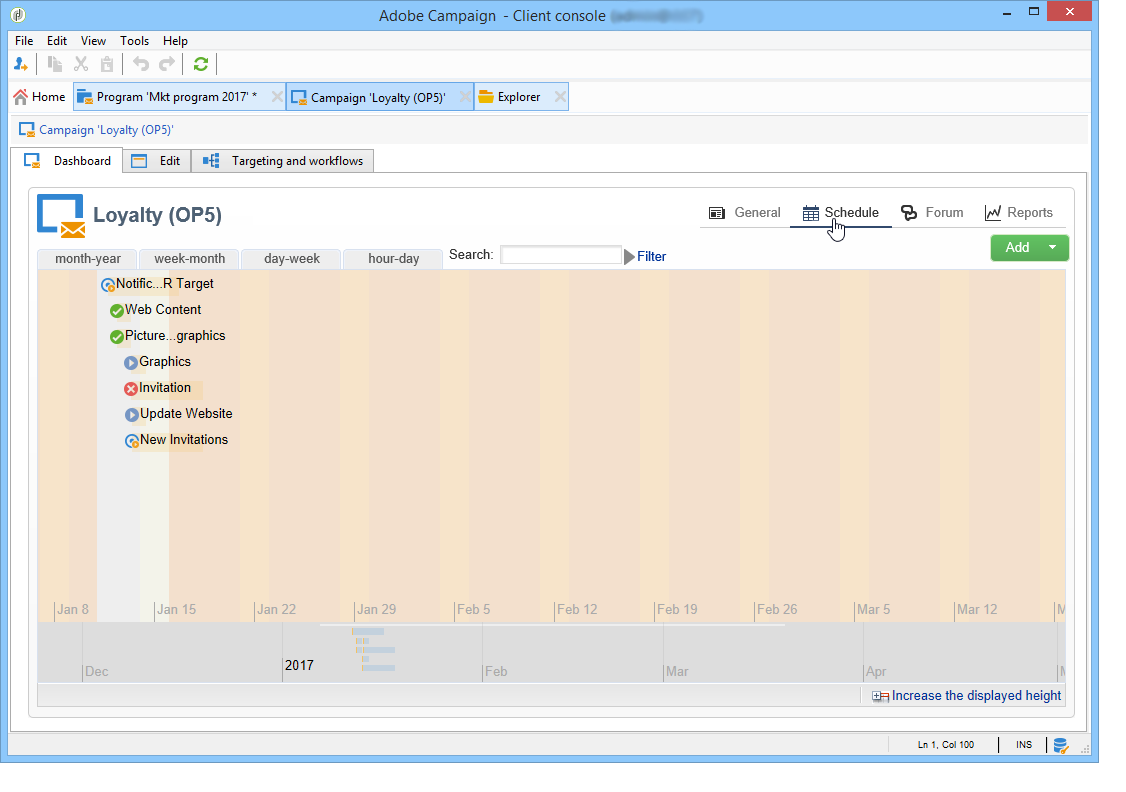 Adobe Campaign - Client console
File Edit View Tools Help
Home Program 'Mkt program 2017' * Campaign 'Loyalty (OP5)' Explorer
Campaign 'Loyalty (OP5)'
Dashboard Edit Targeting and workflows
Loyalty (OP5) General Schedule Forum Reports
Add
month-year week-month day-week hour-day Search: Filter
Notific...R Target
Web Content
Picture...graphics
Graphics
Invitation
Update Website
New Invitations
Jan 8 Jan 15 Jan 22 Jan 29 Feb 5 Feb 12 Feb 19 Feb 26 Mar 5 Mar 12 M
Dec 2017 Feb Mar Apr
Increase the displayed height
Ln 1, Col 100 INS